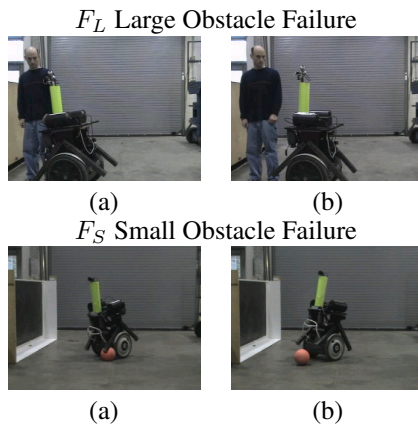 F_L Large Obstacle Failure
(a) (b)
F_S Small Obstacle Failure
(a) (b)